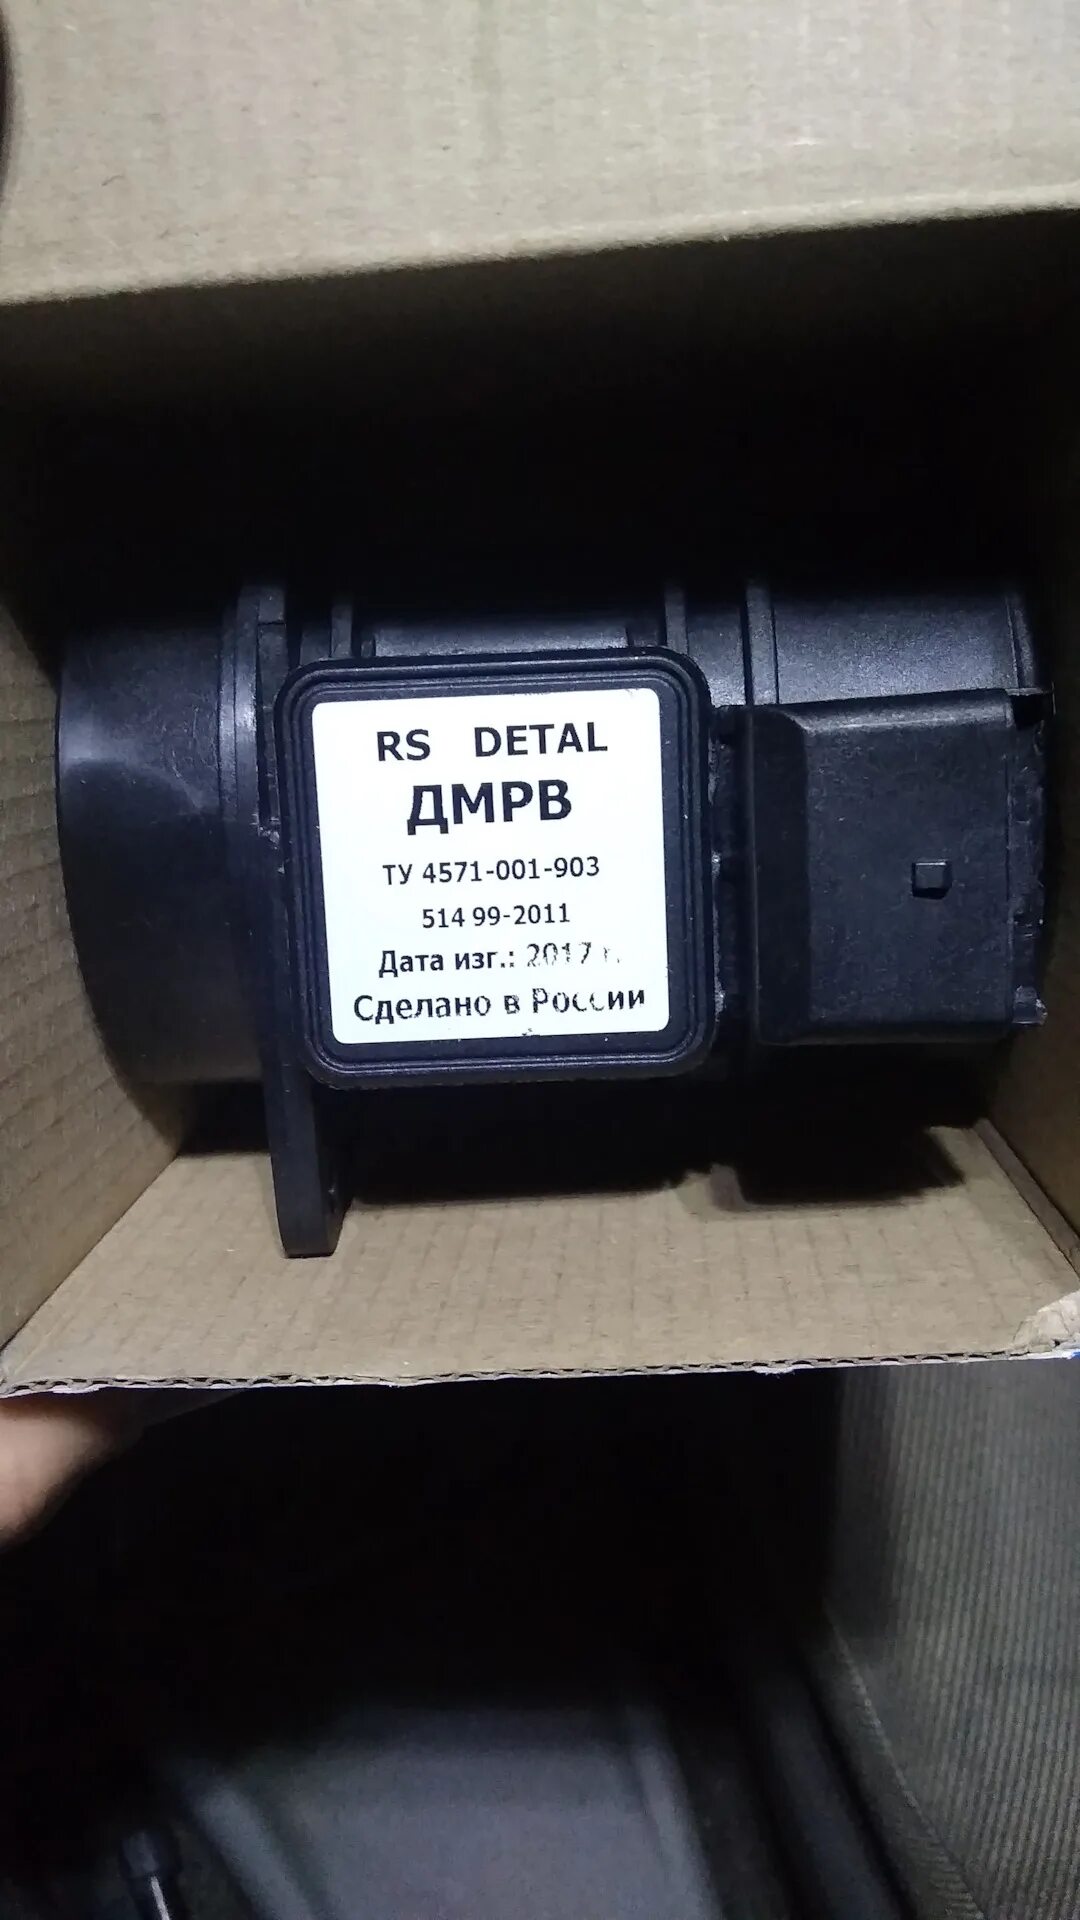 RS DETAL
ДМРВ
ТУ 4571-001-903
514 99-2011
Дата изг.: 2017 г.
Сделано в России